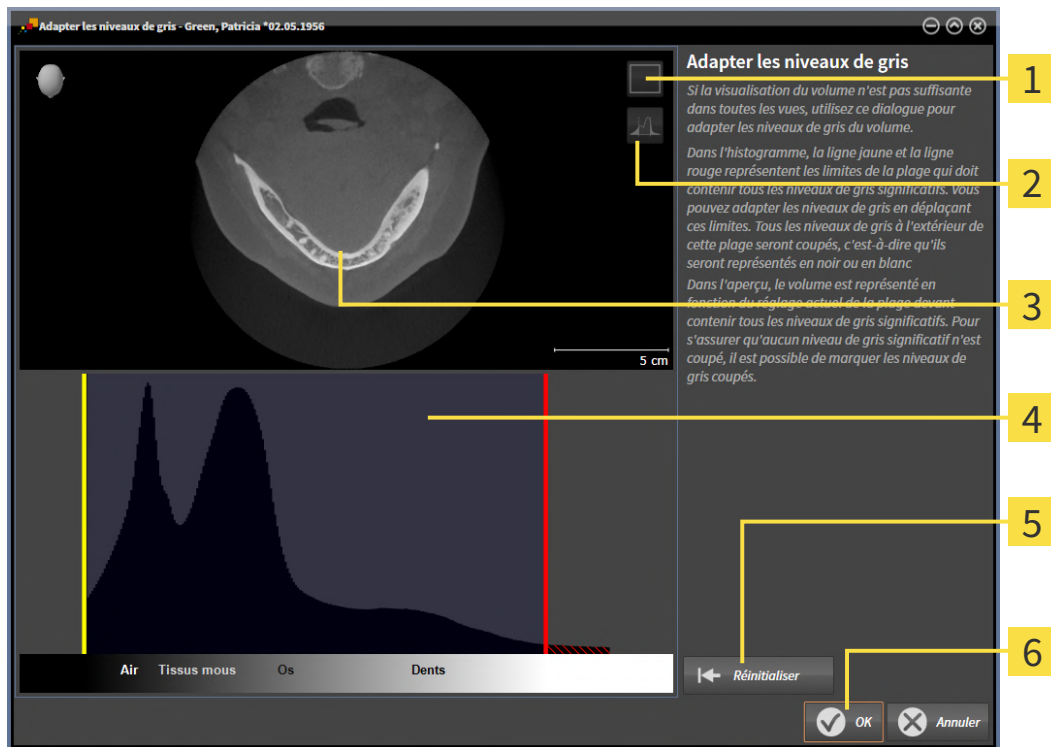 Adapter les niveaux de gris - Green, Patricia *02.05.1956
5 cm
Air Tissus mous Os Dents
Adapter les niveaux de gris
Si la visualisation du volume n'est pas suffisante
dans toutes les vues, utilisez ce dialogue pour
adapter les niveaux de gris du volume.
Dans l'histogramme, la ligne jaune et la ligne
rouge représentent les limites de la plage qui doit
contenir tous les niveaux de gris significatifs. Vous
pouvez adapter les niveaux de gris en déplaçant
ces limites. Tous les niveaux de gris à l'extérieur de
cette plage seront coupés, c'est-à-dire qu'ils
seront représentés en noir ou en blanc
Dans l'aperçu, le volume est représenté en
fonction du réglage actuel de la plage devant
contenir tous les niveaux de gris significatifs. Pour
s'assurer qu'aucun niveau de gris significatif n'est
coupé, il est possible de marquer les niveaux de
gris coupés.
Réinitialiser
OK
Annuler
1
2
3
4
5
6